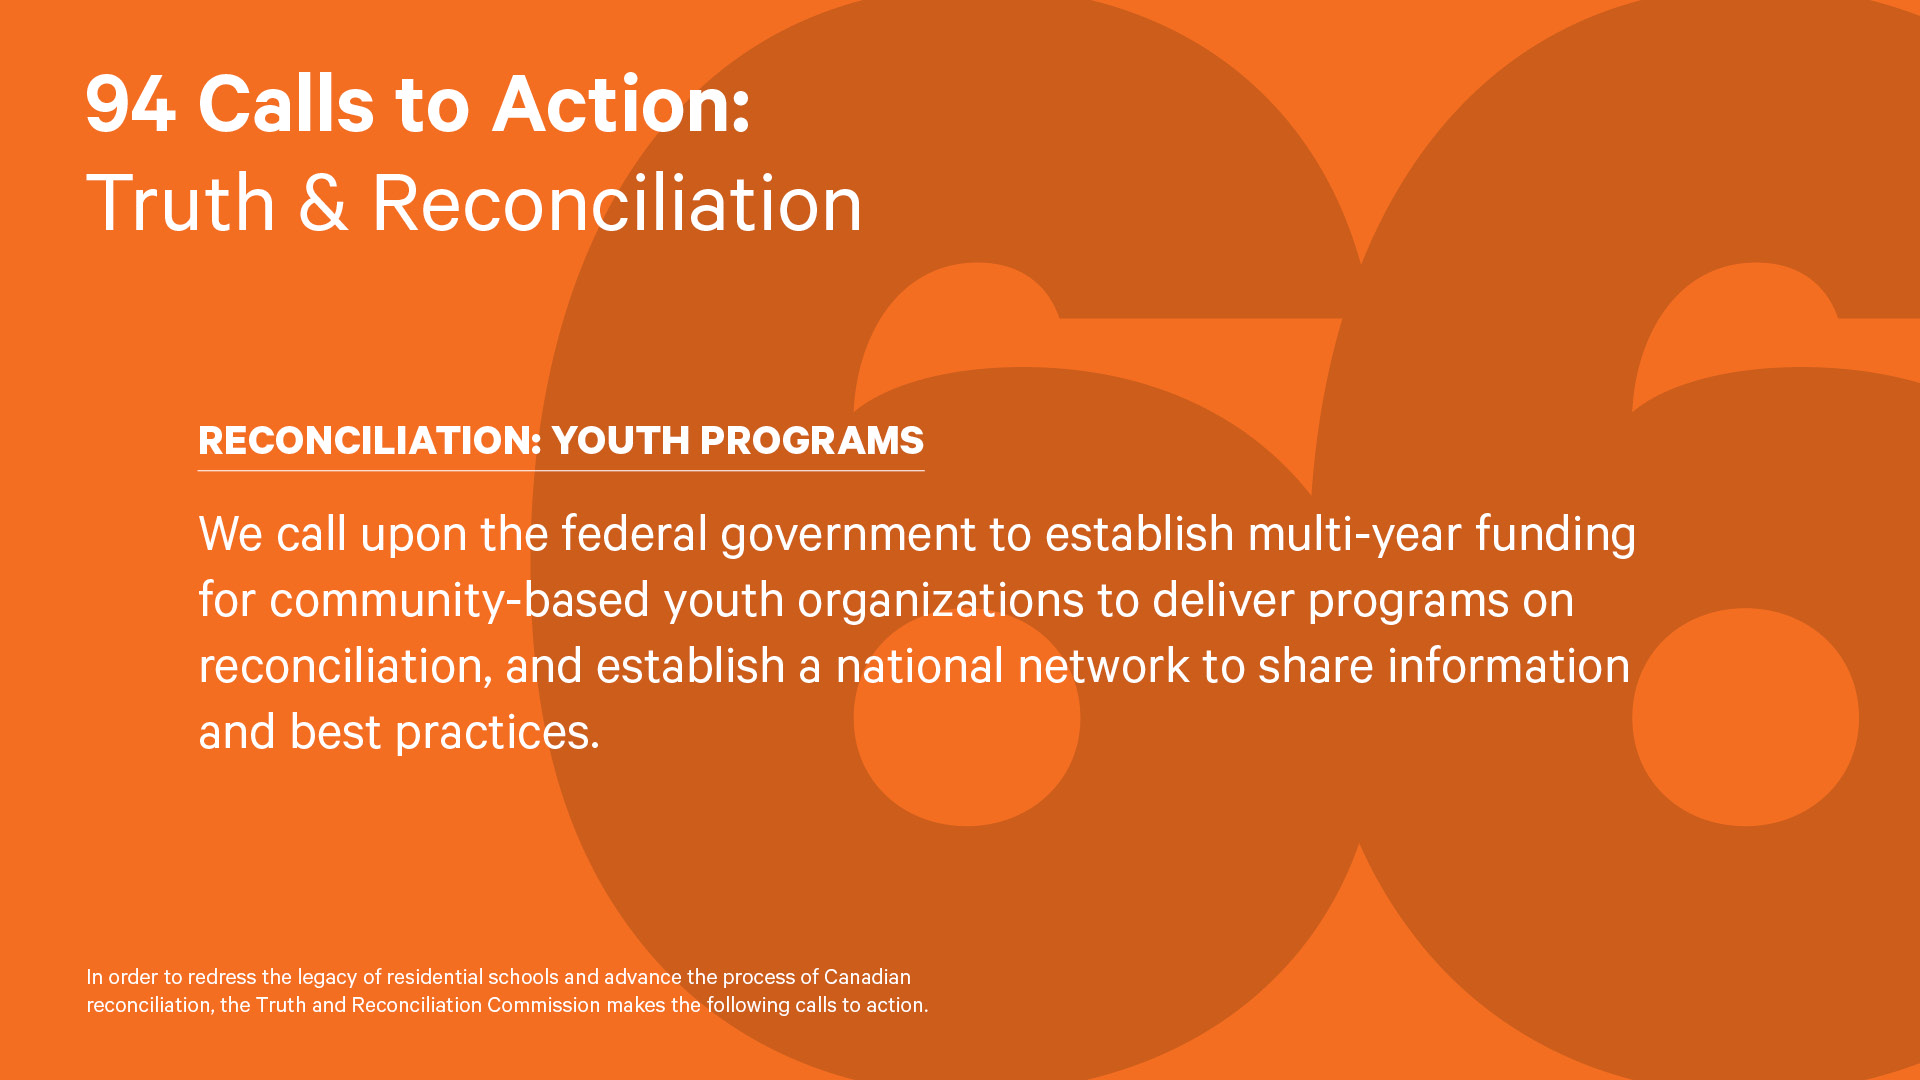 94 Calls to Action:
Truth & Reconciliation
66
RECONCILIATION: YOUTH PROGRAMS
We call upon the federal government to establish multi-year funding
for community-based youth organizations to deliver programs on
reconciliation, and establish a national network to share information
and best practices.
In order to redress the legacy of residential schools and advance the process of Canadian
reconciliation, the Truth and Reconciliation Commission makes the following calls to action.